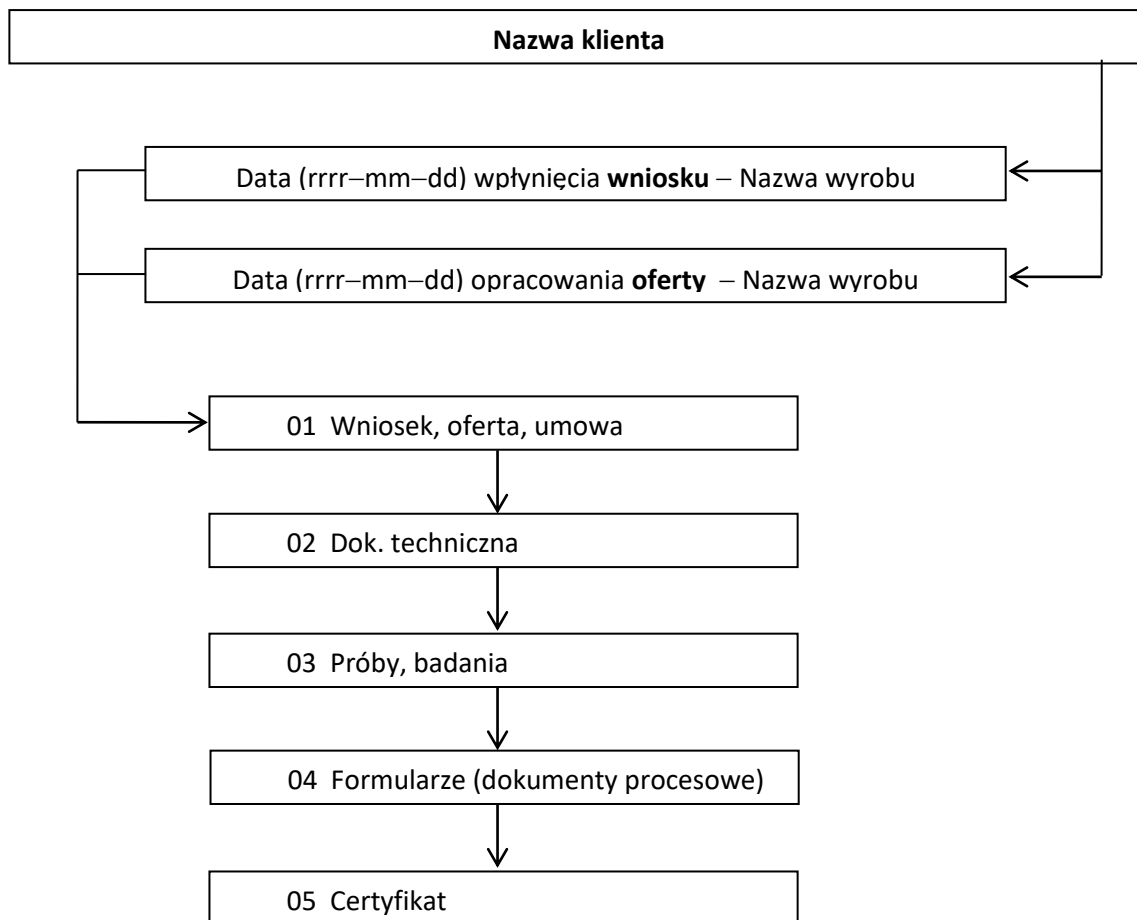 Nazwa klienta
Data (rrrr–mm–dd) wpłynięcia wniosku – Nazwa wyrobu
Data (rrrr–mm–dd) opracowania oferty – Nazwa wyrobu
01 Wniosek, oferta, umowa
02 Dok. techniczna
03 Próby, badania
04 Formularze (dokumenty procesowe)
05 Certyfikat